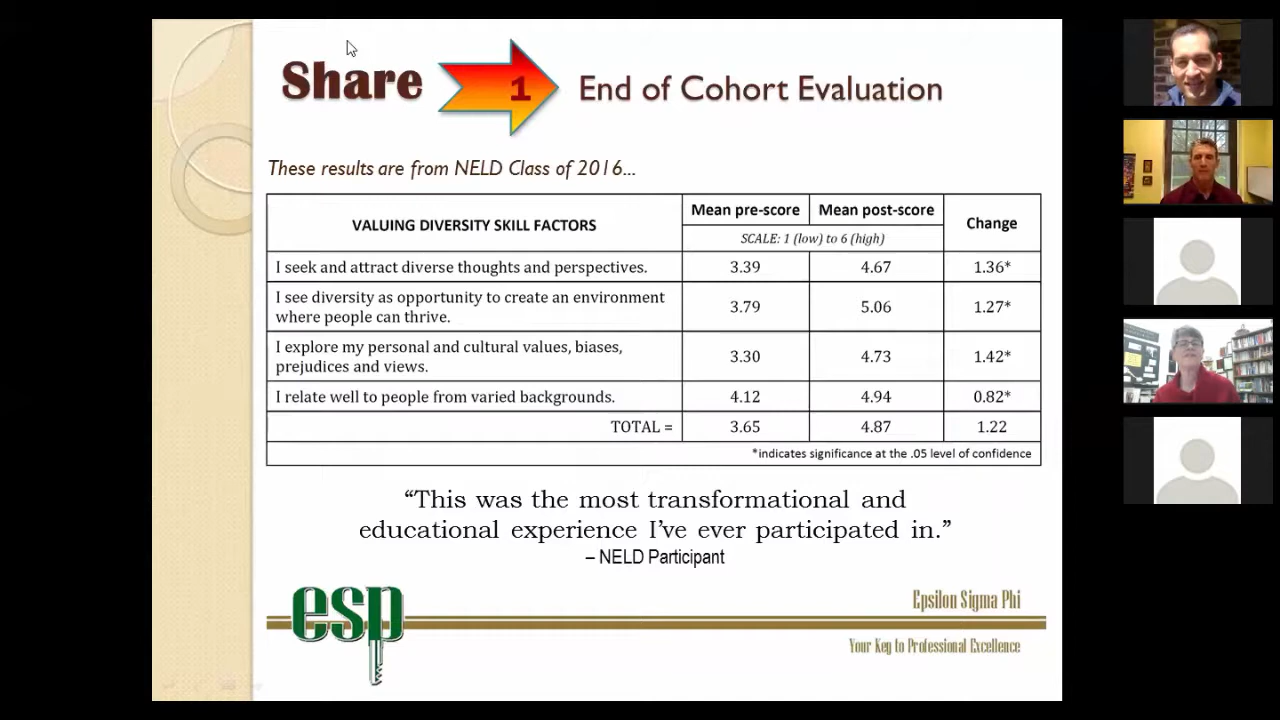 Share 1 End of Cohort Evaluation
These results are from NELD Class of 2016...
VALUING DIVERSITY SKILL FACTORS
Mean pre-score Mean post-score Change
SCALE: 1 (low) to 6 (high)
I seek and attract diverse thoughts and perspectives. 3.39 4.67 1.36*
I see diversity as opportunity to create an environment
where people can thrive. 3.79 5.06 1.27*
I explore my personal and cultural values, biases,
prejudices and views. 3.30 4.73 1.42*
I relate well to people from varied backgrounds. 4.12 4.94 0.82*
TOTAL = 3.65 4.87 1.22
*indicates significance at the .05 level of confidence
“This was the most transformational and
educational experience I’ve ever participated in.”
– NELD Participant
esp
Epsilon Sigma Phi
Your Key to Professional Excellence